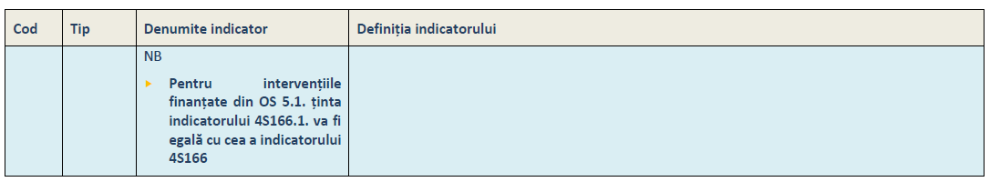 Cod Tip Denumite indicator Definiția indicatorului
NB
Pentru intervențiile
finanțate din OS 5.1. ținta
indicatorului 4S166.1. va fi
egală cu cea a indicatorului
4S166